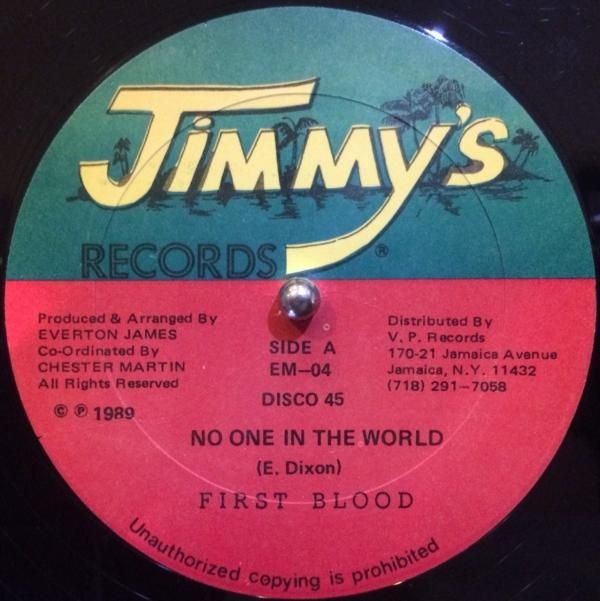 Jimmy's
RECORDS ®
Produced & Arranged By
EVERTON JAMES
Co-Ordinated By
CHESTER MARTIN
All Rights Reserved
© ℗ 1989
SIDE A
EM-04
DISCO 45
Distributed By
V. P. Records
170-21 Jamaica Avenue
Jamaica, N.Y. 11432
(718) 291-7058
NO ONE IN THE WORLD
(E. Dixon)
FIRST BLOOD
Unauthorized copying is prohibited